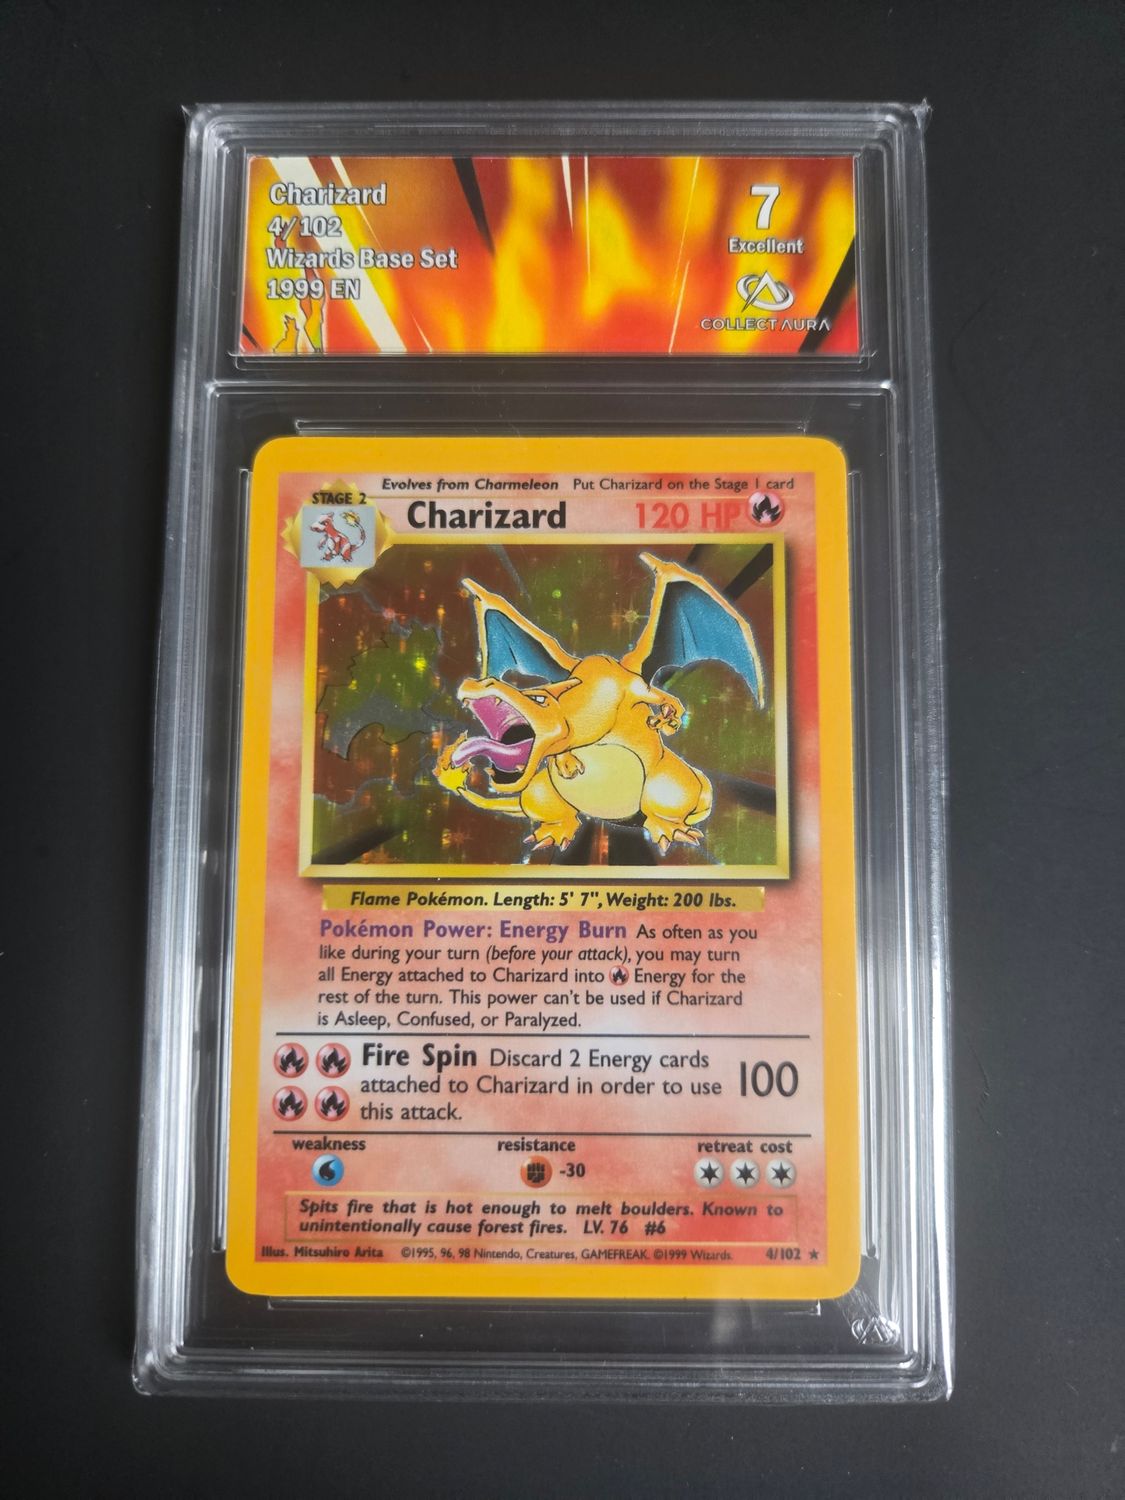 Charizard
4/102
Wizards Base Set
1999 EN
7
Excellent
COLLECT AURA
Evolves from Charmeleon Put Charizard on the Stage 1 card
STAGE 2
Charizard 120 HP
Flame Pokémon. Length: 5' 7", Weight: 200 lbs.
Pokémon Power: Energy Burn As often as you
like during your turn (before your attack), you may turn
all Energy attached to Charizard into Energy for the
rest of the turn. This power can't be used if Charizard
is Asleep, Confused, or Paralyzed.
Fire Spin Discard 2 Energy cards
attached to Charizard in order to use
this attack.
100
weakness resistance retreat cost
-30
Spits fire that is hot enough to melt boulders. Known to
unintentionally cause forest fires. LV. 76 #6
Illus. Mitsuhiro Arita ©1995, 96, 98 Nintendo, Creatures, GAMEFREAK. ©1999 Wizards. 4/102 ★